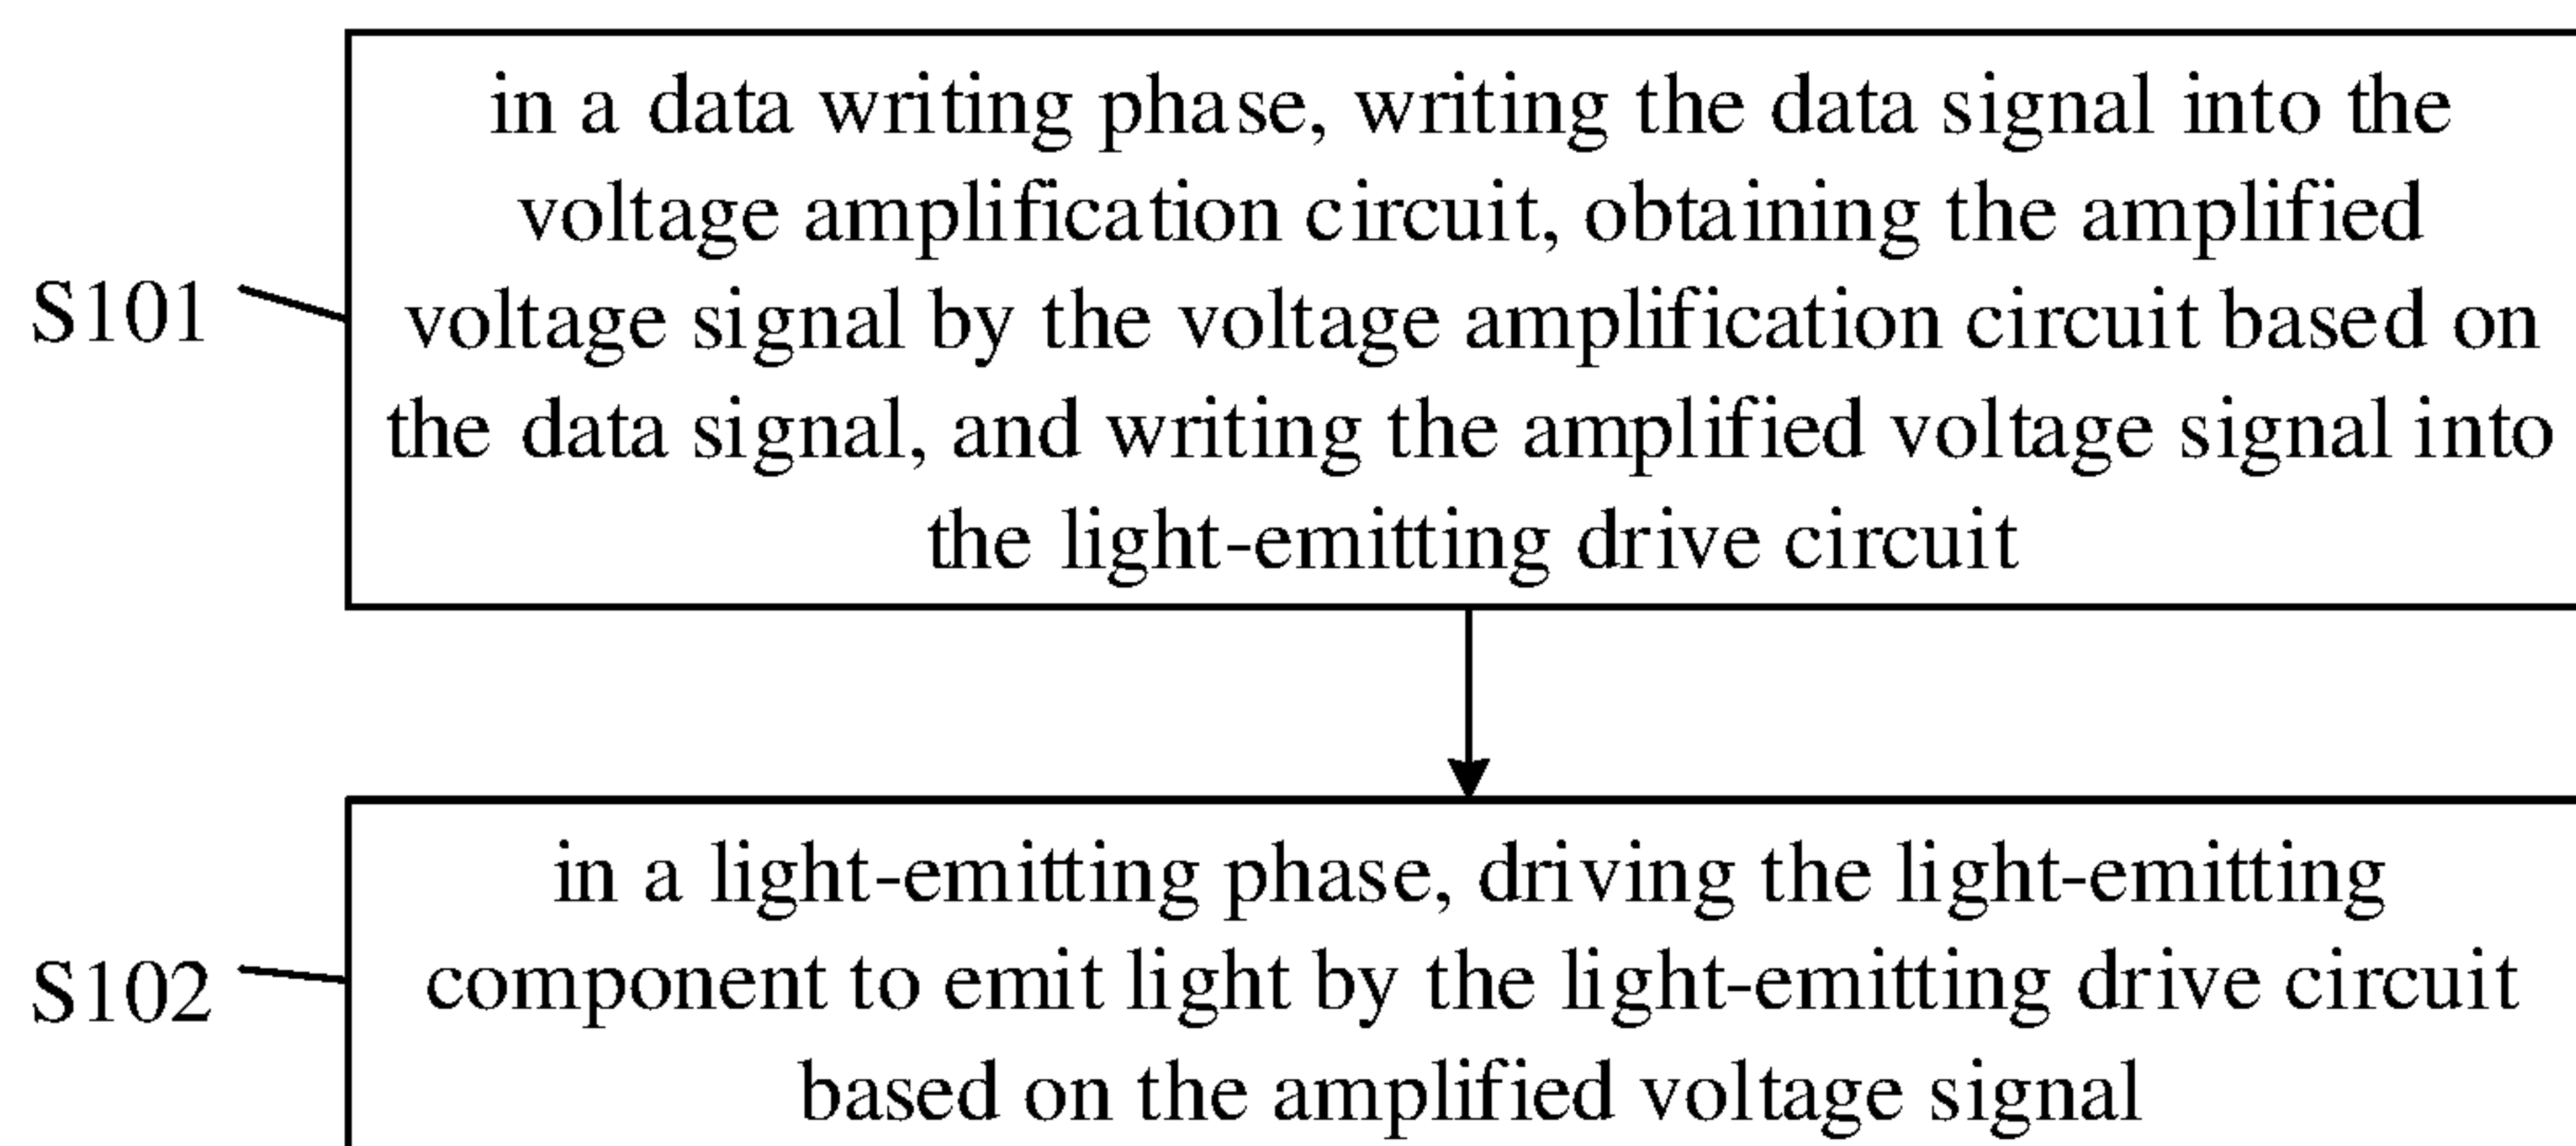 in a data writing phase, writing the data signal into the
voltage amplification circuit, obtaining the amplified
S101
voltage signal by the voltage amplification circuit based on
the data signal, and writing the amplified voltage signal into
the light-emitting drive circuit
in a light-emitting phase, driving the light-emitting
S102
component to emit light by the light-emitting drive circuit
based on the amplified voltage signal